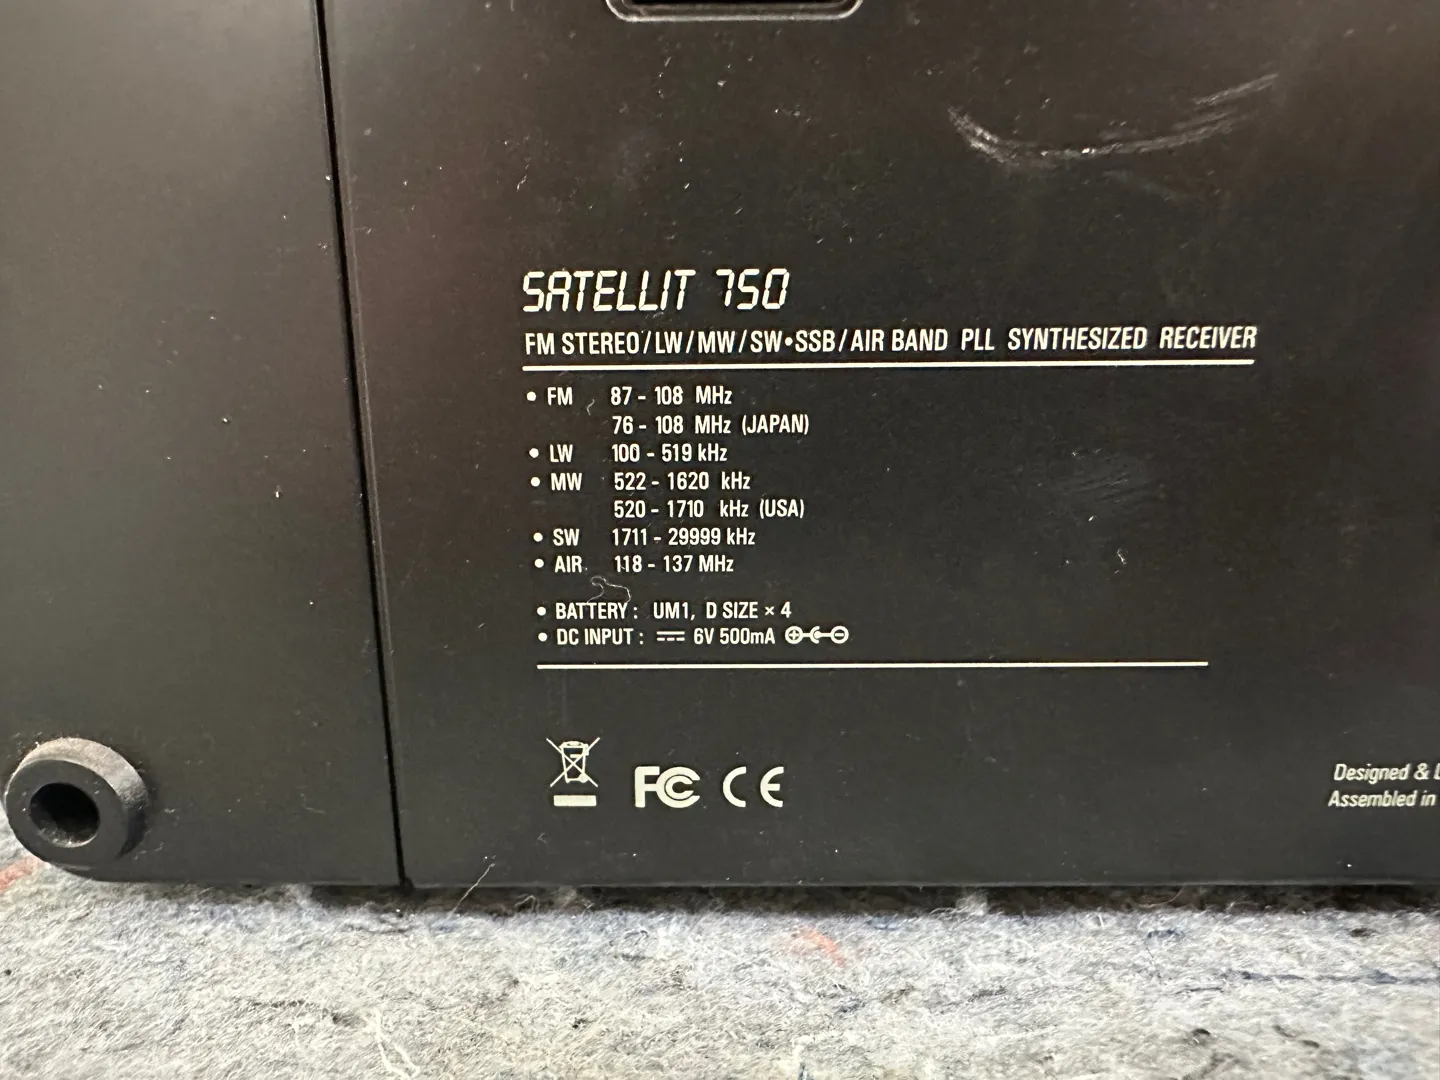 SATELLIT 750
FM STEREO/LW/MW/SW•SSB/AIR BAND PLL SYNTHESIZED RECEIVER
• FM 87 - 108 MHz
76 - 108 MHz (JAPAN)
• LW 100 - 519 kHz
• MW 522 - 1620 kHz
520 - 1710 kHz (USA)
• SW 1711 - 29999 kHz
• AIR 118 - 137 MHz
• BATTERY : UM1, D SIZE × 4
• DC INPUT : 6V 500mA
FC CE
Designed &
Assembled in